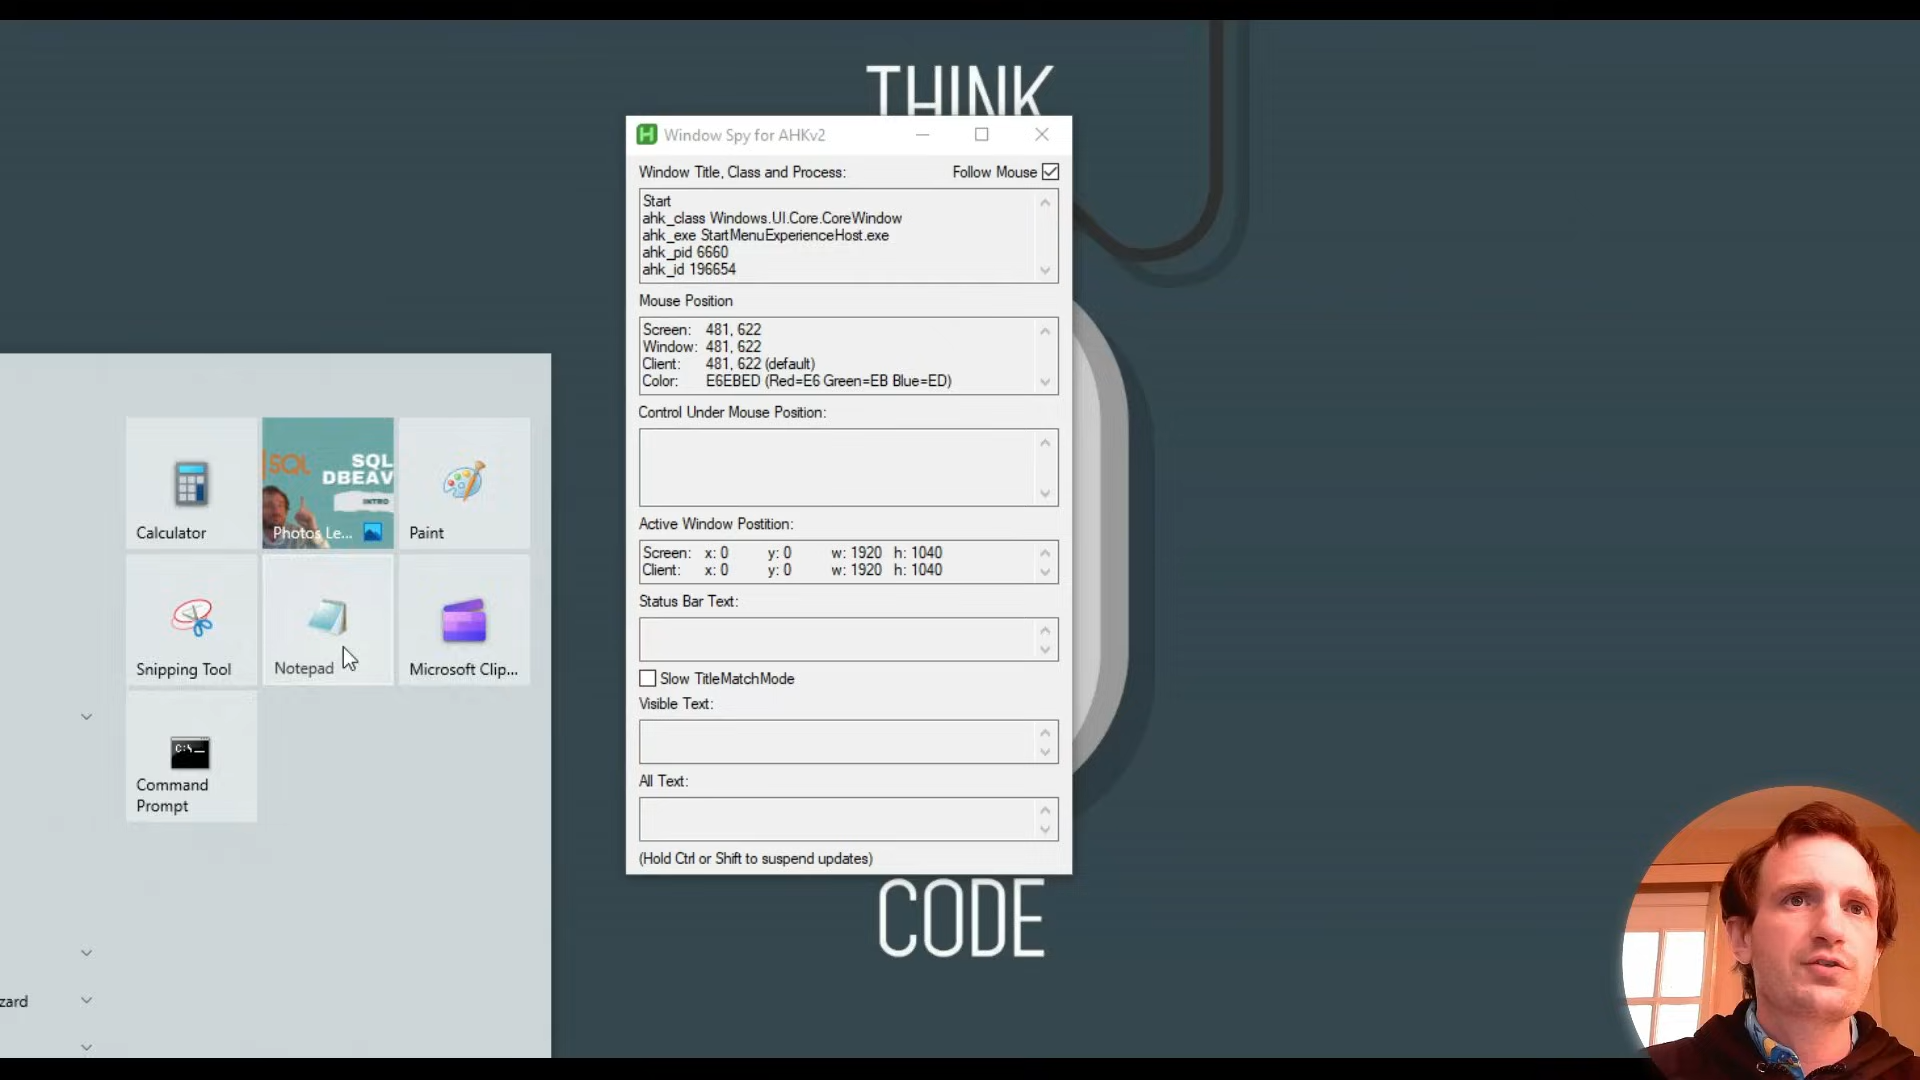 THINK
Window Spy for AHKv2
Window Title, Class and Process:
Follow Mouse
Start
ahk_class Windows.UI.Core.CoreWindow
ahk_exe StartMenuExperienceHost.exe
ahk_pid 6660
ahk_id 196654
Mouse Position
Screen: 481, 622
Window: 481, 622
Client: 481, 622 (default)
Color: E6EBED (Red=E6 Green=EB Blue=ED)
Control Under Mouse Position:
Active Window Postition:
Screen: x: 0 y: 0 w: 1920 h: 1040
Client: x: 0 y: 0 w: 1920 h: 1040
Status Bar Text:
Slow TitleMatchMode
Visible Text:
All Text:
(Hold Ctrl or Shift to suspend updates)
CODE
SQL
SQL
DBEAV
INTRO
Calculator
Photos Le...
Paint
Snipping Tool
Notepad
Microsoft Clip...
C:\
Command
Prompt
zard